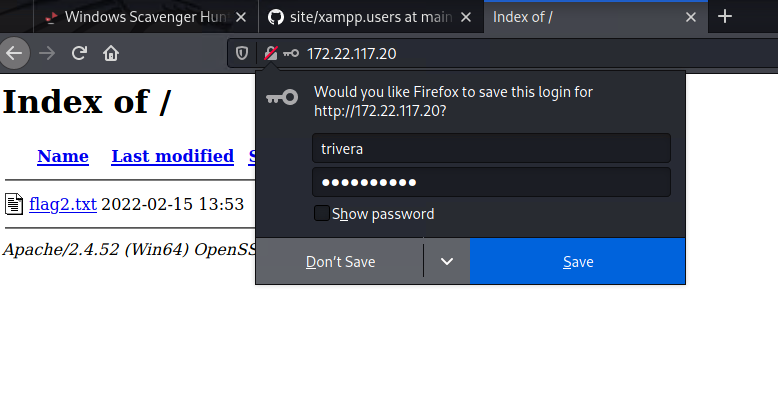 Windows Scavenger Hun
site/xampp.users at main
Index of /
172.22.117.20
Would you like Firefox to save this login for
http://172.22.117.20?
trivera
●●●●●●●●●●
Show password
Don't Save
Save
Index of /
Name Last modified S
flag2.txt 2022-02-15 13:53
Apache/2.4.52 (Win64) OpenSS